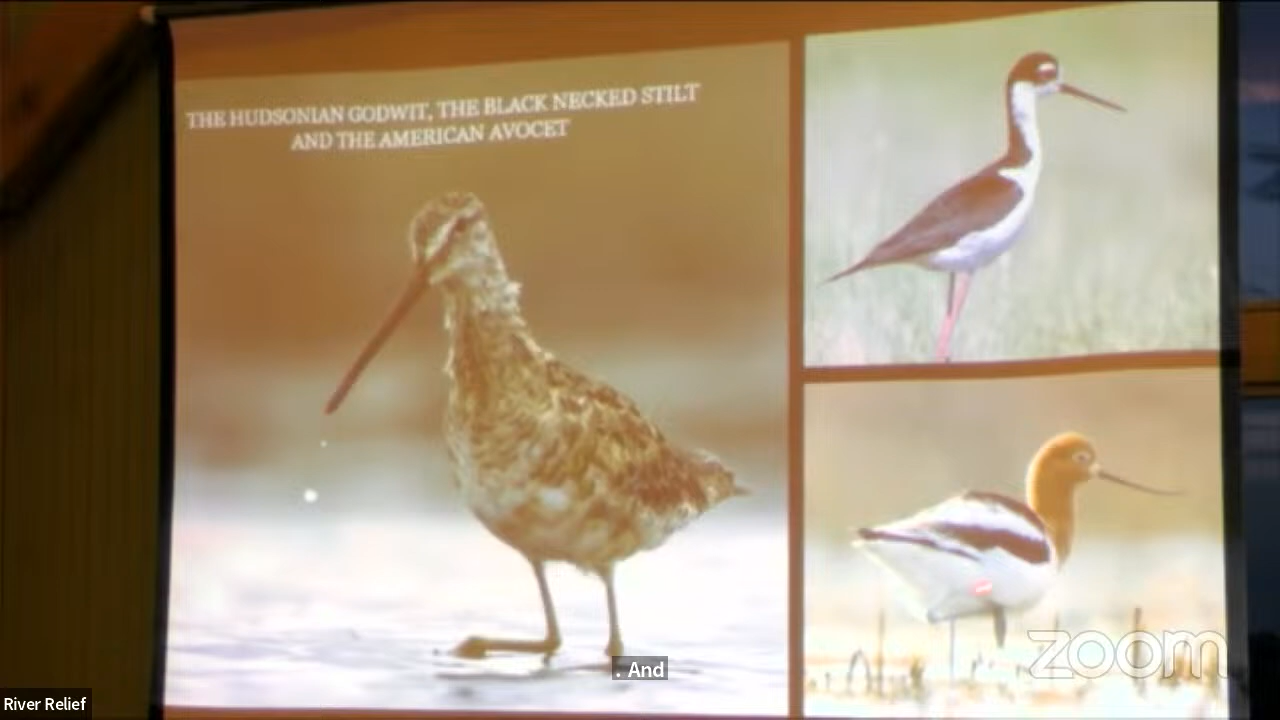 THE HUDSONIAN GODWIT, THE BLACK NECKED STILT
AND THE AMERICAN AVOCET
. And
zoom
River Relief